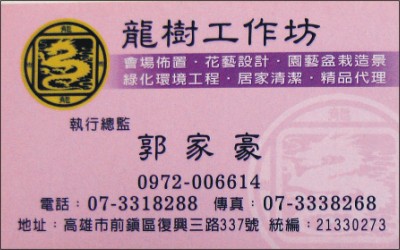 龍
龍
龍樹工作坊
會場佈置·花藝設計·園藝盆栽造景
綠化環境工程·居家清潔·精品代理
執行總監
郭家豪
0972-006614
電話：07-3318288 傳真：07-3338268
地址：高雄市前鎮區復興三路337號 統編：21330273